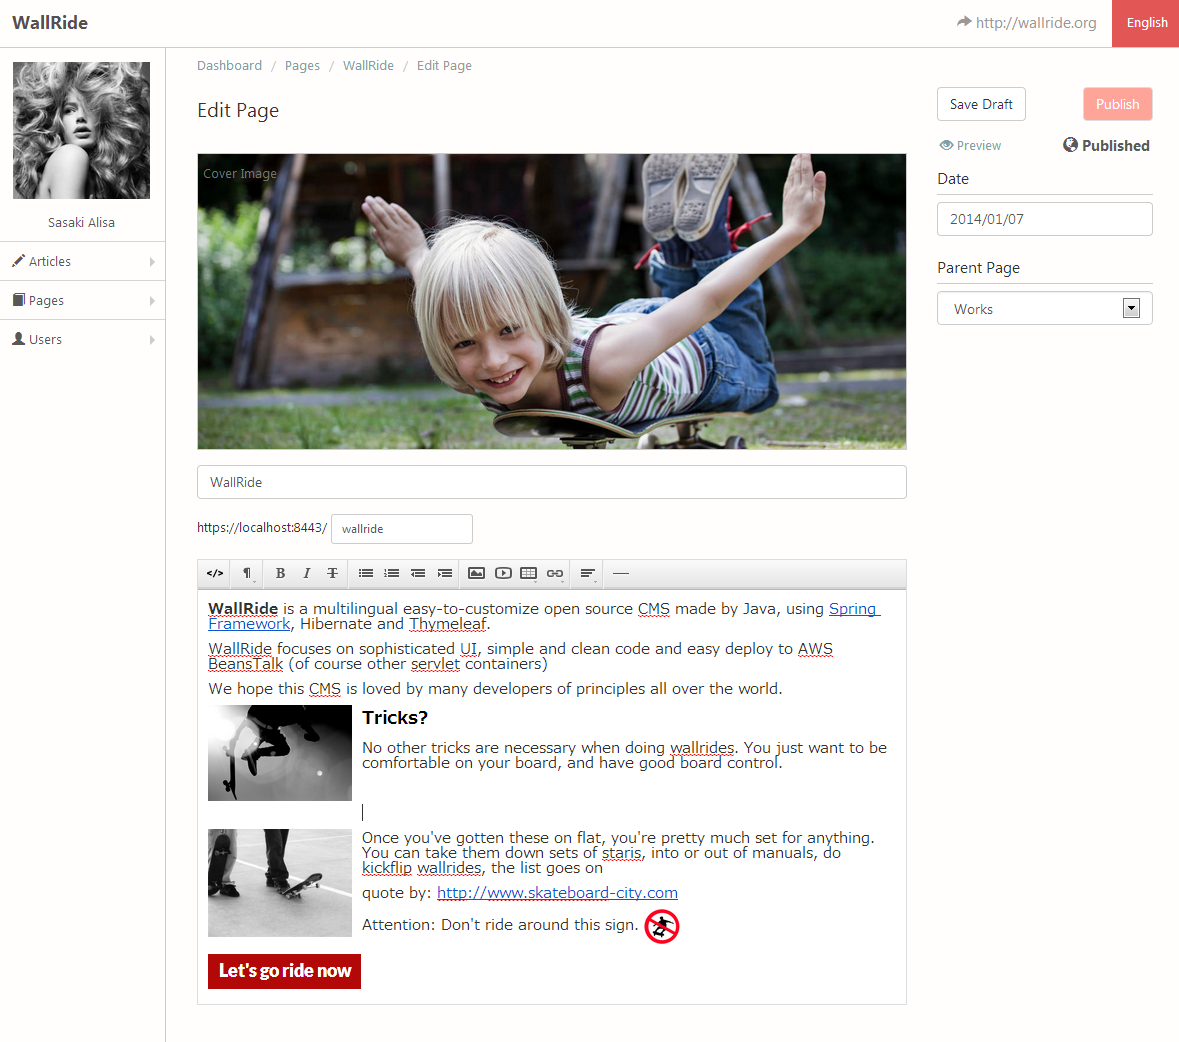 WallRide
http://wallride.org
English
Sasaki Alisa
Articles
Pages
Users
Dashboard / Pages / WallRide / Edit Page
Edit Page
Cover Image
WallRide
https://localhost:8443/ wallride
</> ¶ B I T
WallRide is a multilingual easy-to-customize open source CMS made by Java, using Spring
Framework, Hibernate and Thymeleaf.
WallRide focuses on sophisticated UI, simple and clean code and easy deploy to AWS
BeansTalk (of course other servlet containers)
We hope this CMS is loved by many developers of principles all over the world.
Tricks?
No other tricks are necessary when doing wallrides. You just want to be
comfortable on your board, and have good board control.
Once you've gotten these on flat, you're pretty much set for anything.
You can take them down sets of staris, into or out of manuals, do
kickflip wallrides, the list goes on
quote by: http://www.skateboard-city.com
Attention: Don't ride around this sign.
Let's go ride now
Save Draft
Publish
Preview
Published
Date
2014/01/07
Parent Page
Works